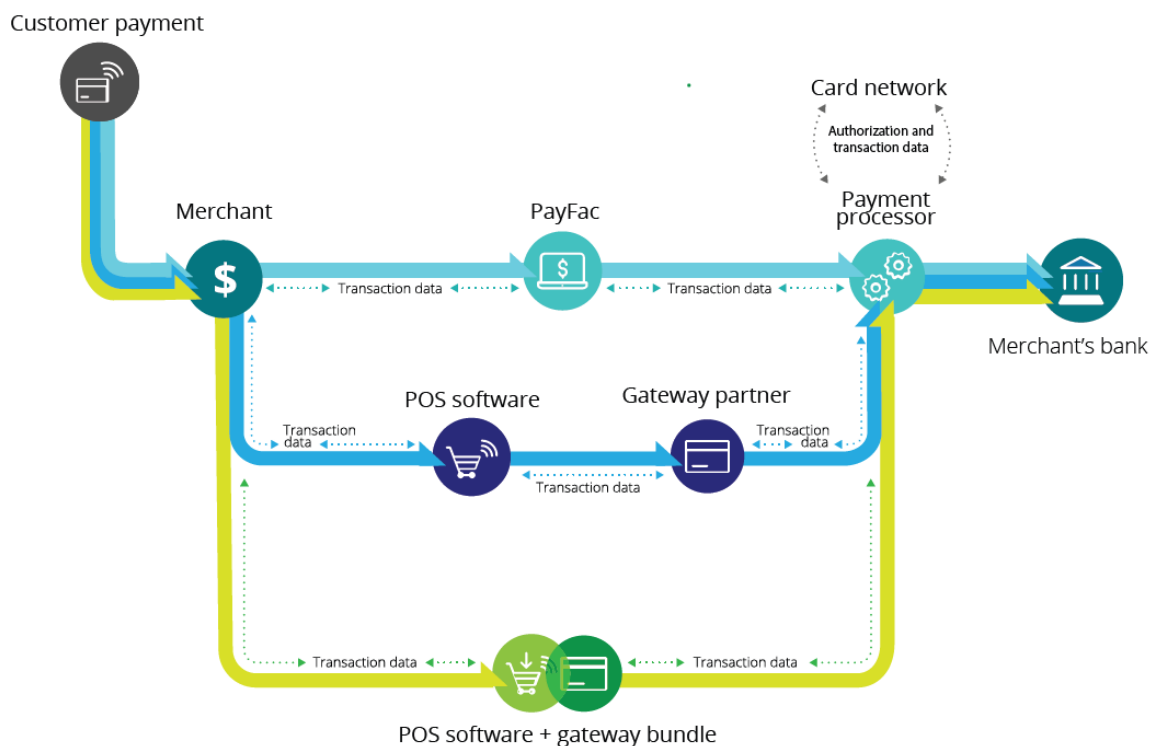 Customer payment
Card network
Authorization and
transaction data
Merchant
PayFac
Payment
processor
$
$
Transaction data
Transaction data
Merchant’s bank
POS software
Gateway partner
Transaction
data
Transaction
data
Transaction data
Transaction data
Transaction data
POS software + gateway bundle